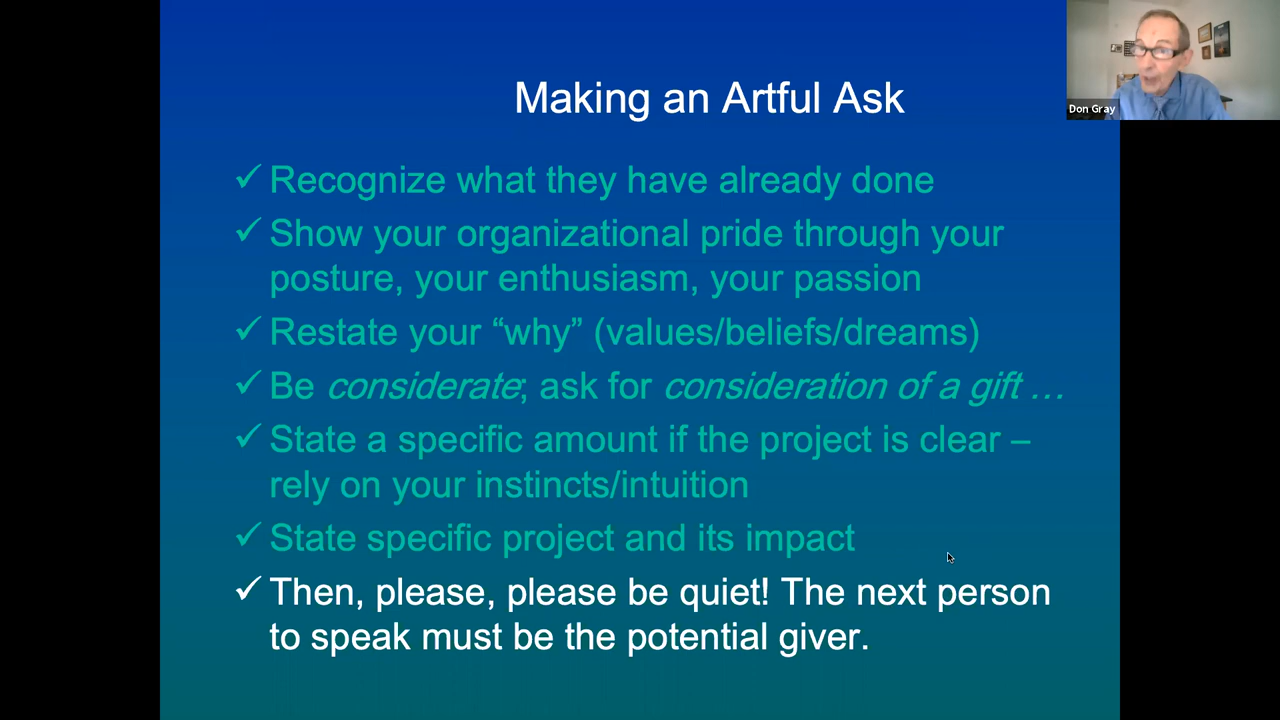 Making an Artful Ask
Don Gray
✓ Recognize what they have already done
✓ Show your organizational pride through your
posture, your enthusiasm, your passion
✓ Restate your “why” (values/beliefs/dreams)
✓ Be considerate; ask for consideration of a gift …
✓ State a specific amount if the project is clear –
rely on your instincts/intuition
✓ State specific project and its impact
✓ Then, please, please be quiet! The next person
to speak must be the potential giver.